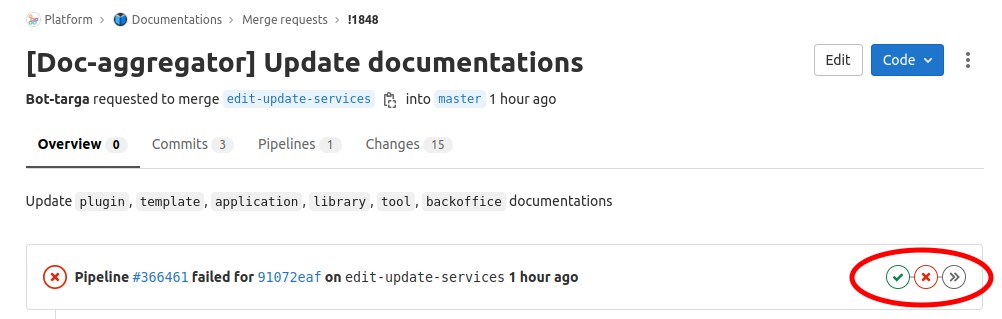 Platform > Documentations > Merge requests > !1848
[Doc-aggregator] Update documentations
Edit
Code
Bot-targa requested to merge edit-update-services into master 1 hour ago
Overview 0 Commits 3 Pipelines 1 Changes 15
Update plugin, template, application, library, tool, backoffice documentations
Pipeline #366461 failed for 91072eaf on edit-update-services 1 hour ago